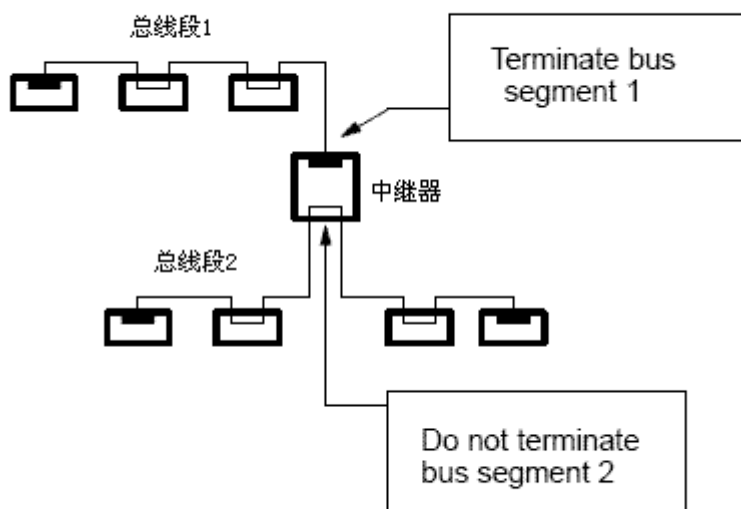 总线段1
Terminate bus
segment 1
中继器
总线段2
Do not terminate
bus segment 2